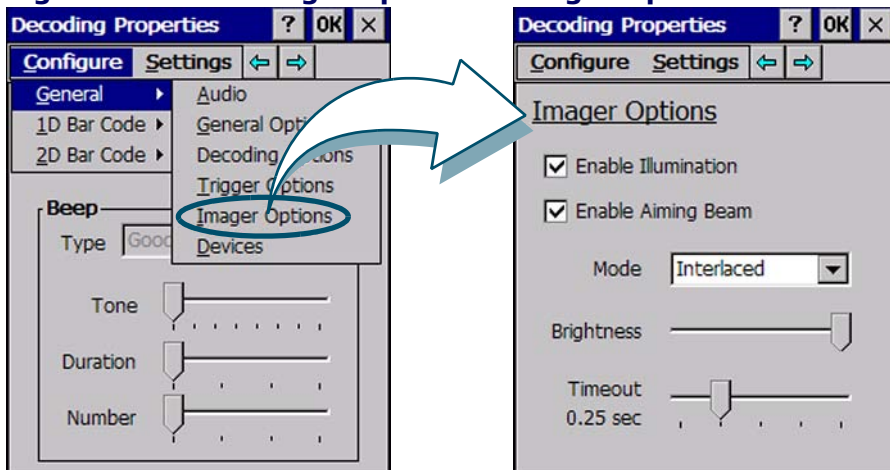 Decoding Properties ? OK ×
Configure Settings
General
1D Bar Code
2D Bar Code
Audio
General
Decoding
Trigger Options
Imager Options
Devices
Beep
Type
Tone
Duration
Number
Decoding Properties ? OK ×
Configure Settings
Imager Options
Enable Illumination
Enable Aiming Beam
Mode Interlaced
Brightness
Timeout
0.25 sec